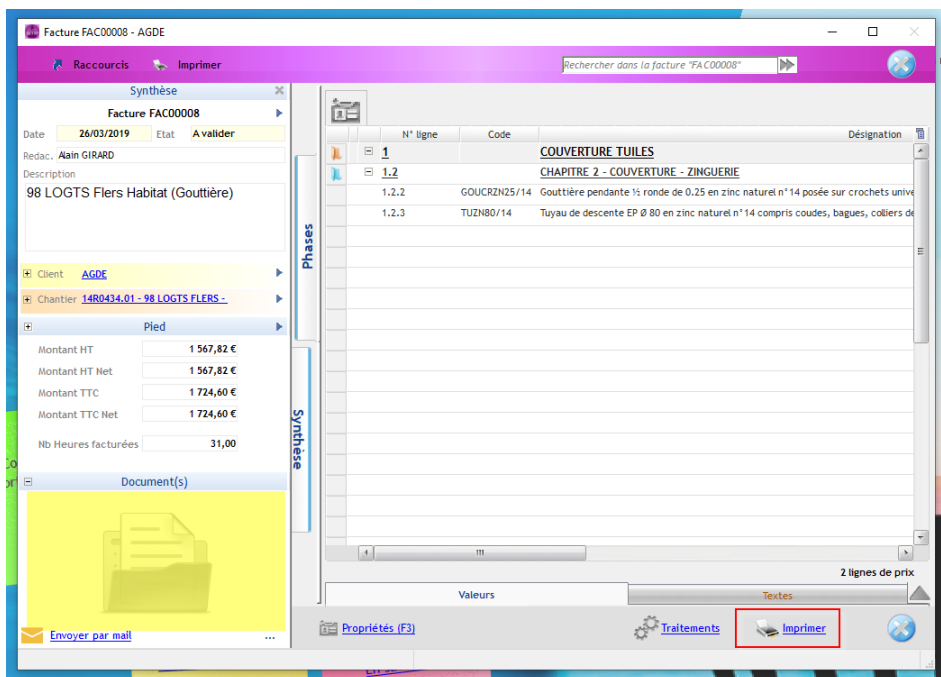 Facture FAC00008 - AGDE
Raccourcis
Imprimer
Rechercher dans la facture "FAC00008"
Synthèse
Facture FAC00008
Date 26/03/2019 Etat A valider
Redac. Alain GIRARD
Description
98 LOGTS Flers Habitat (Gouttière)
Client AGDE
Chantier 14R0434.01 - 98 LOGTS FLERS -
Pied
Montant HT 1 567,82 €
Montant HT Net 1 567,82 €
Montant TTC 1 724,60 €
Montant TTC Net 1 724,60 €
Nb Heures facturées 31,00
Document(s)
Envoyer par mail
...
Phases
Synthèse
N° ligne Code Désignation
1 COUVERTURE TUILES
1.2 CHAPITRE 2 - COUVERTURE - ZINGUERIE
1.2.2 GOUCRZN25/14 Gouttière pendante ½ ronde de 0.25 en zinc naturel n°14 posée sur crochets unive
1.2.3 TUZN80/14 Tuyau de descente EP Ø 80 en zinc naturel n°14 compris coudes, bagues, colliers de
2 lignes de prix
Valeurs
Textes
Propriétés (F3)
Traitements
Imprimer